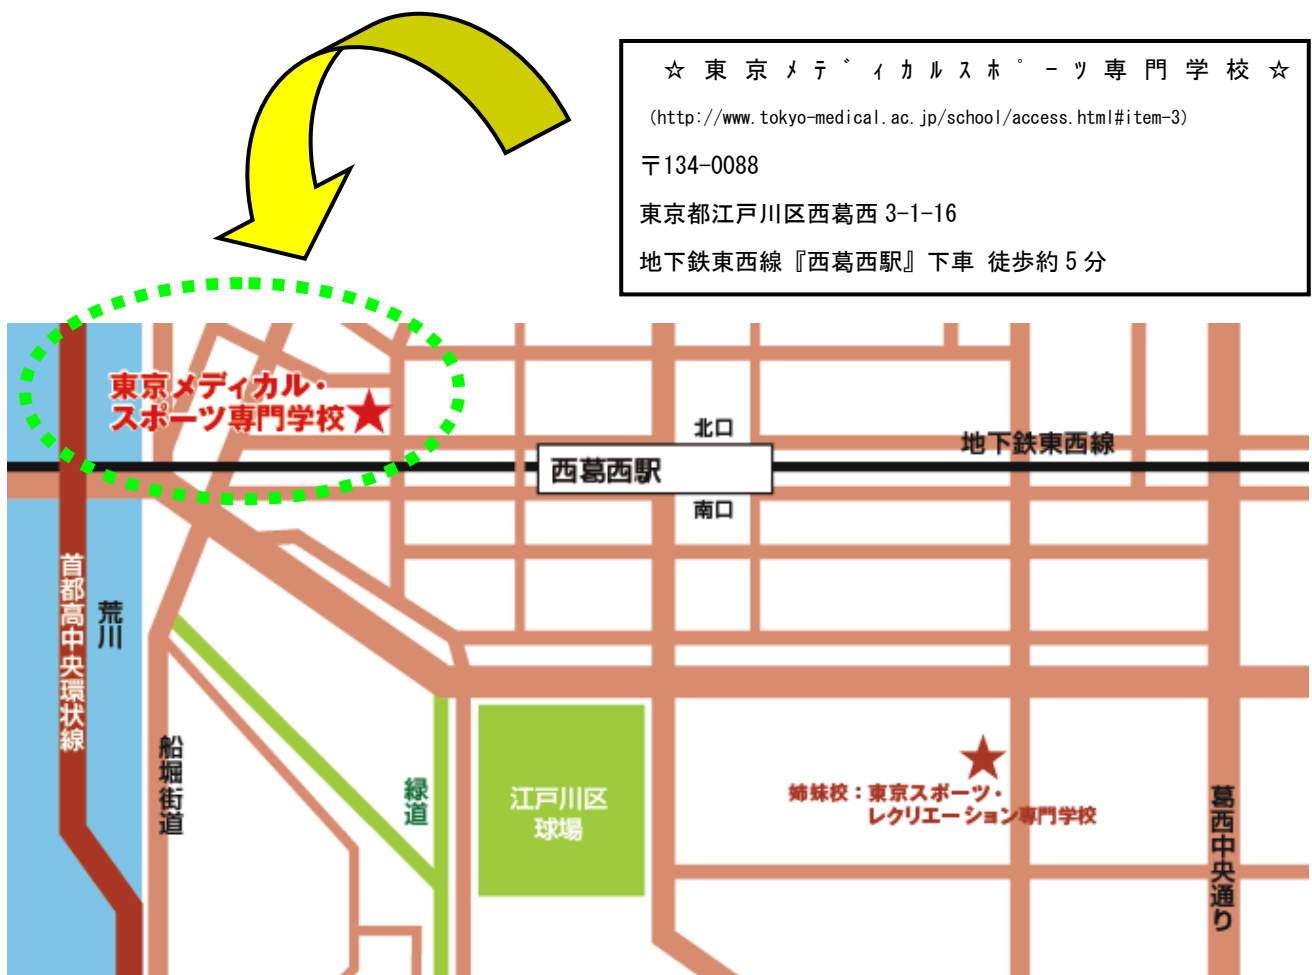 ☆東京メディカルスポーツ専門学校☆
(http://www.tokyo-medical.ac.jp/school/access.html#item-3)
〒134-0088
東京都江戸川区西葛西 3-1-16
地下鉄東西線『西葛西駅』下車 徒歩約 5 分
東京メディカル・
スポーツ専門学校★
北口
地下鉄東西線
西葛西駅
南口
首都高中央環状線
荒川
船堀街道
緑道
江戸川区
球場
姉妹校：東京スポーツ・
レクリエーション専門学校
葛西中央通り